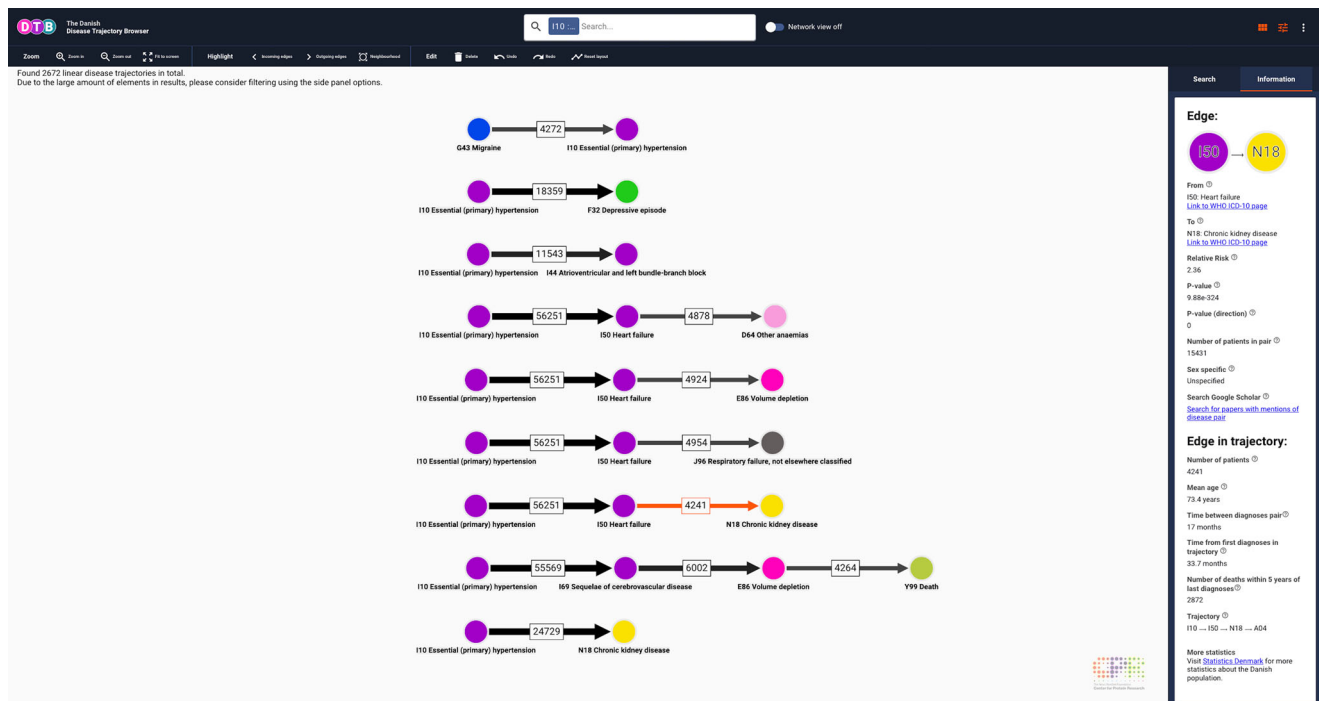 DTB
The Danish
Disease Trajectory Browser
I10 :... Search...
Network view off
Zoom Zoom in Zoom out Fit to screen Highlight Incoming edges Outgoing edges Neighbourhood Edit Delete Undo Redo Reset layout
Found 2672 linear disease trajectories in total.
Due to the large amount of elements in results, please consider filtering using the side panel options.
4272
G43 Migraine I10 Essential (primary) hypertension
18359
I10 Essential (primary) hypertension F32 Depressive episode
11543
I10 Essential (primary) hypertension I44 Atrioventricular and left bundle-branch block
56251 4878
I10 Essential (primary) hypertension I50 Heart failure D64 Other anaemias
56251 4924
I10 Essential (primary) hypertension I50 Heart failure E86 Volume depletion
56251 4954
I10 Essential (primary) hypertension I50 Heart failure J96 Respiratory failure, not elsewhere classified
56251 4241
I10 Essential (primary) hypertension I50 Heart failure N18 Chronic kidney disease
55569 6002 4264
I10 Essential (primary) hypertension I69 Sequelae of cerebrovascular disease E86 Volume depletion Y99 Death
24729
I10 Essential (primary) hypertension N18 Chronic kidney disease
Center for Protein Research
Search Information
Edge:
I50 → N18
From
I50: Heart failure
Link to WHO ICD-10 page
To
N18: Chronic kidney disease
Link to WHO ICD-10 page
Relative Risk
2.36
P-value
9.88e-324
P-value (direction)
0
Number of patients in pair
15431
Sex specific
Unspecified
Search Google Scholar
Search for papers with mentions of
disease pair
Edge in trajectory:
Number of patients
4241
Mean age
73.4 years
Time between diagnoses pair
17 months
Time from first diagnoses in
trajectory
33.7 months
Number of deaths within 5 years of
last diagnoses
2872
Trajectory
I10 → I50 → N18 → A04
More statistics
Visit Statistics Denmark for more
statistics about the Danish
population.